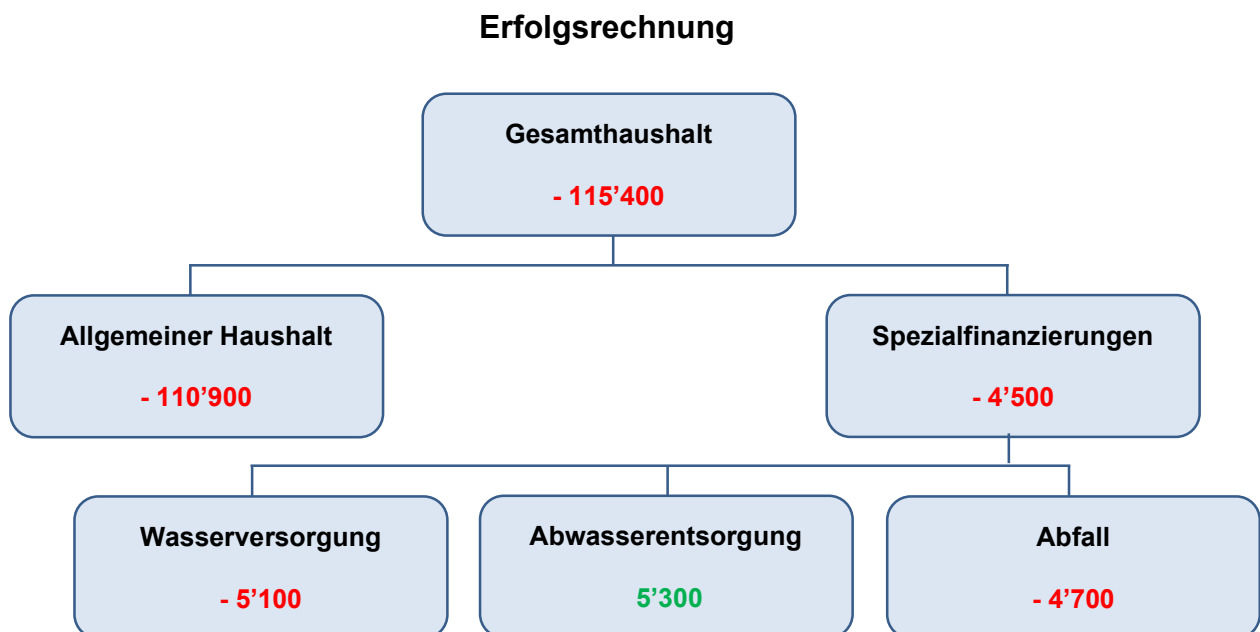 Erfolgsrechnung
Gesamthaushalt
- 115’400
Allgemeiner Haushalt
- 110’900
Spezialfinanzierungen
- 4’500
Wasserversorgung
- 5’100
Abwasserentsorgung
5’300
Abfall
- 4’700